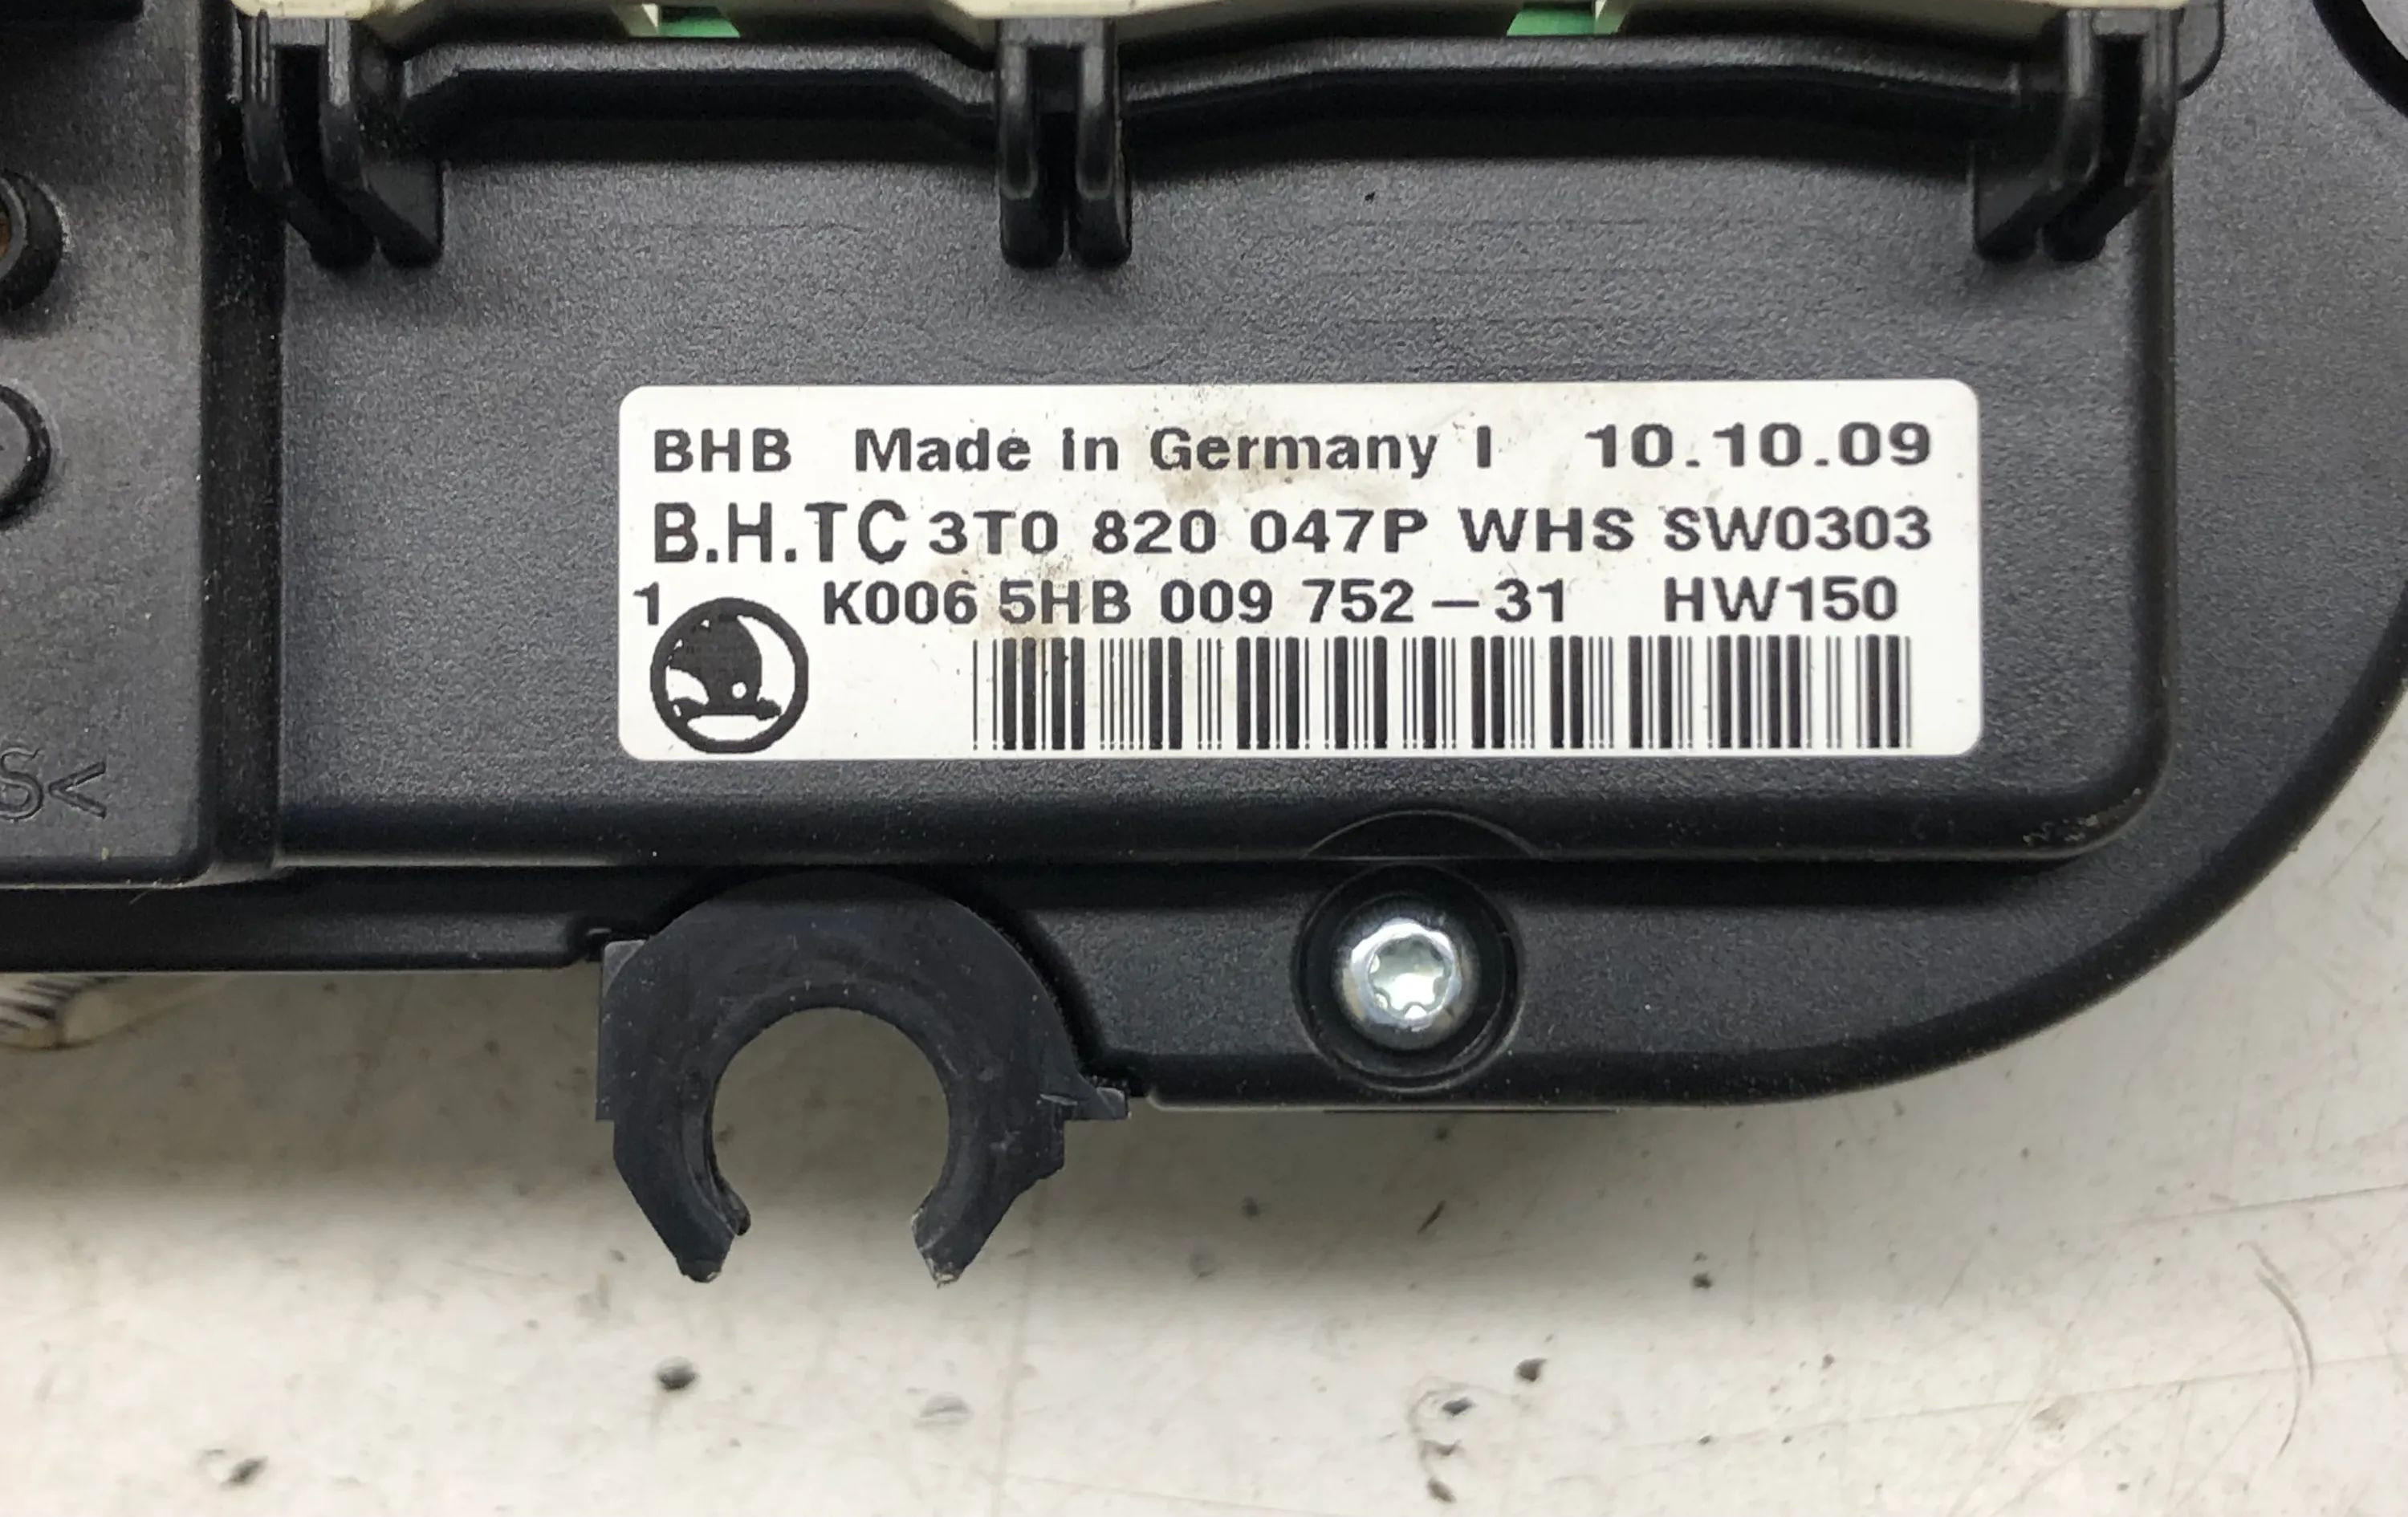 BHB Made in Germany I 10.10.09
B.H.TC 3T0 820 047P WHS SW0303
1 K006 5HB 009 752-31 HW150
S<